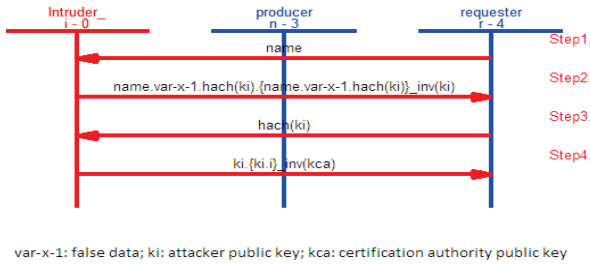 Intruder_
i - 0
producer
n - 3
requester
r - 4
name
Step1.
name.var-x-1.hach(ki).{name.var-x-1.hach(ki)}_inv(ki)
Step2.
hach(ki)
Step3.
ki.{ki.i}_inv(kca)
Step4.
var-x-1: false data; ki: attacker public key; kca: certification authority public key